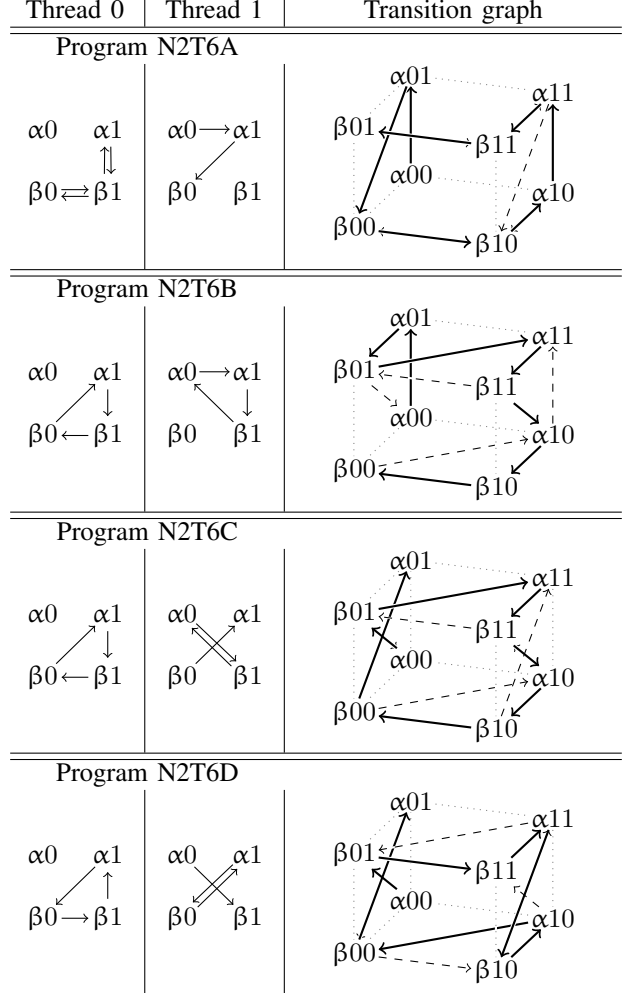 Thread 0 Thread 1 Transition graph
Program N2T6A
α0 α1 α0 α1
β0 β1 β0 β1
α01 α11
β01 β11
α00 α10
β00 β10
Program N2T6B
α0 α1 α0 α1
β0 β1 β0 β1
α01 α11
β01 β11
α00 α10
β00 β10
Program N2T6C
α0 α1 α0 α1
β0 β1 β0 β1
α01 α11
β01 β11
α00 α10
β00 β10
Program N2T6D
α0 α1 α0 α1
β0 β1 β0 β1
α01 α11
β01 β11
α00 α10
β00 β10